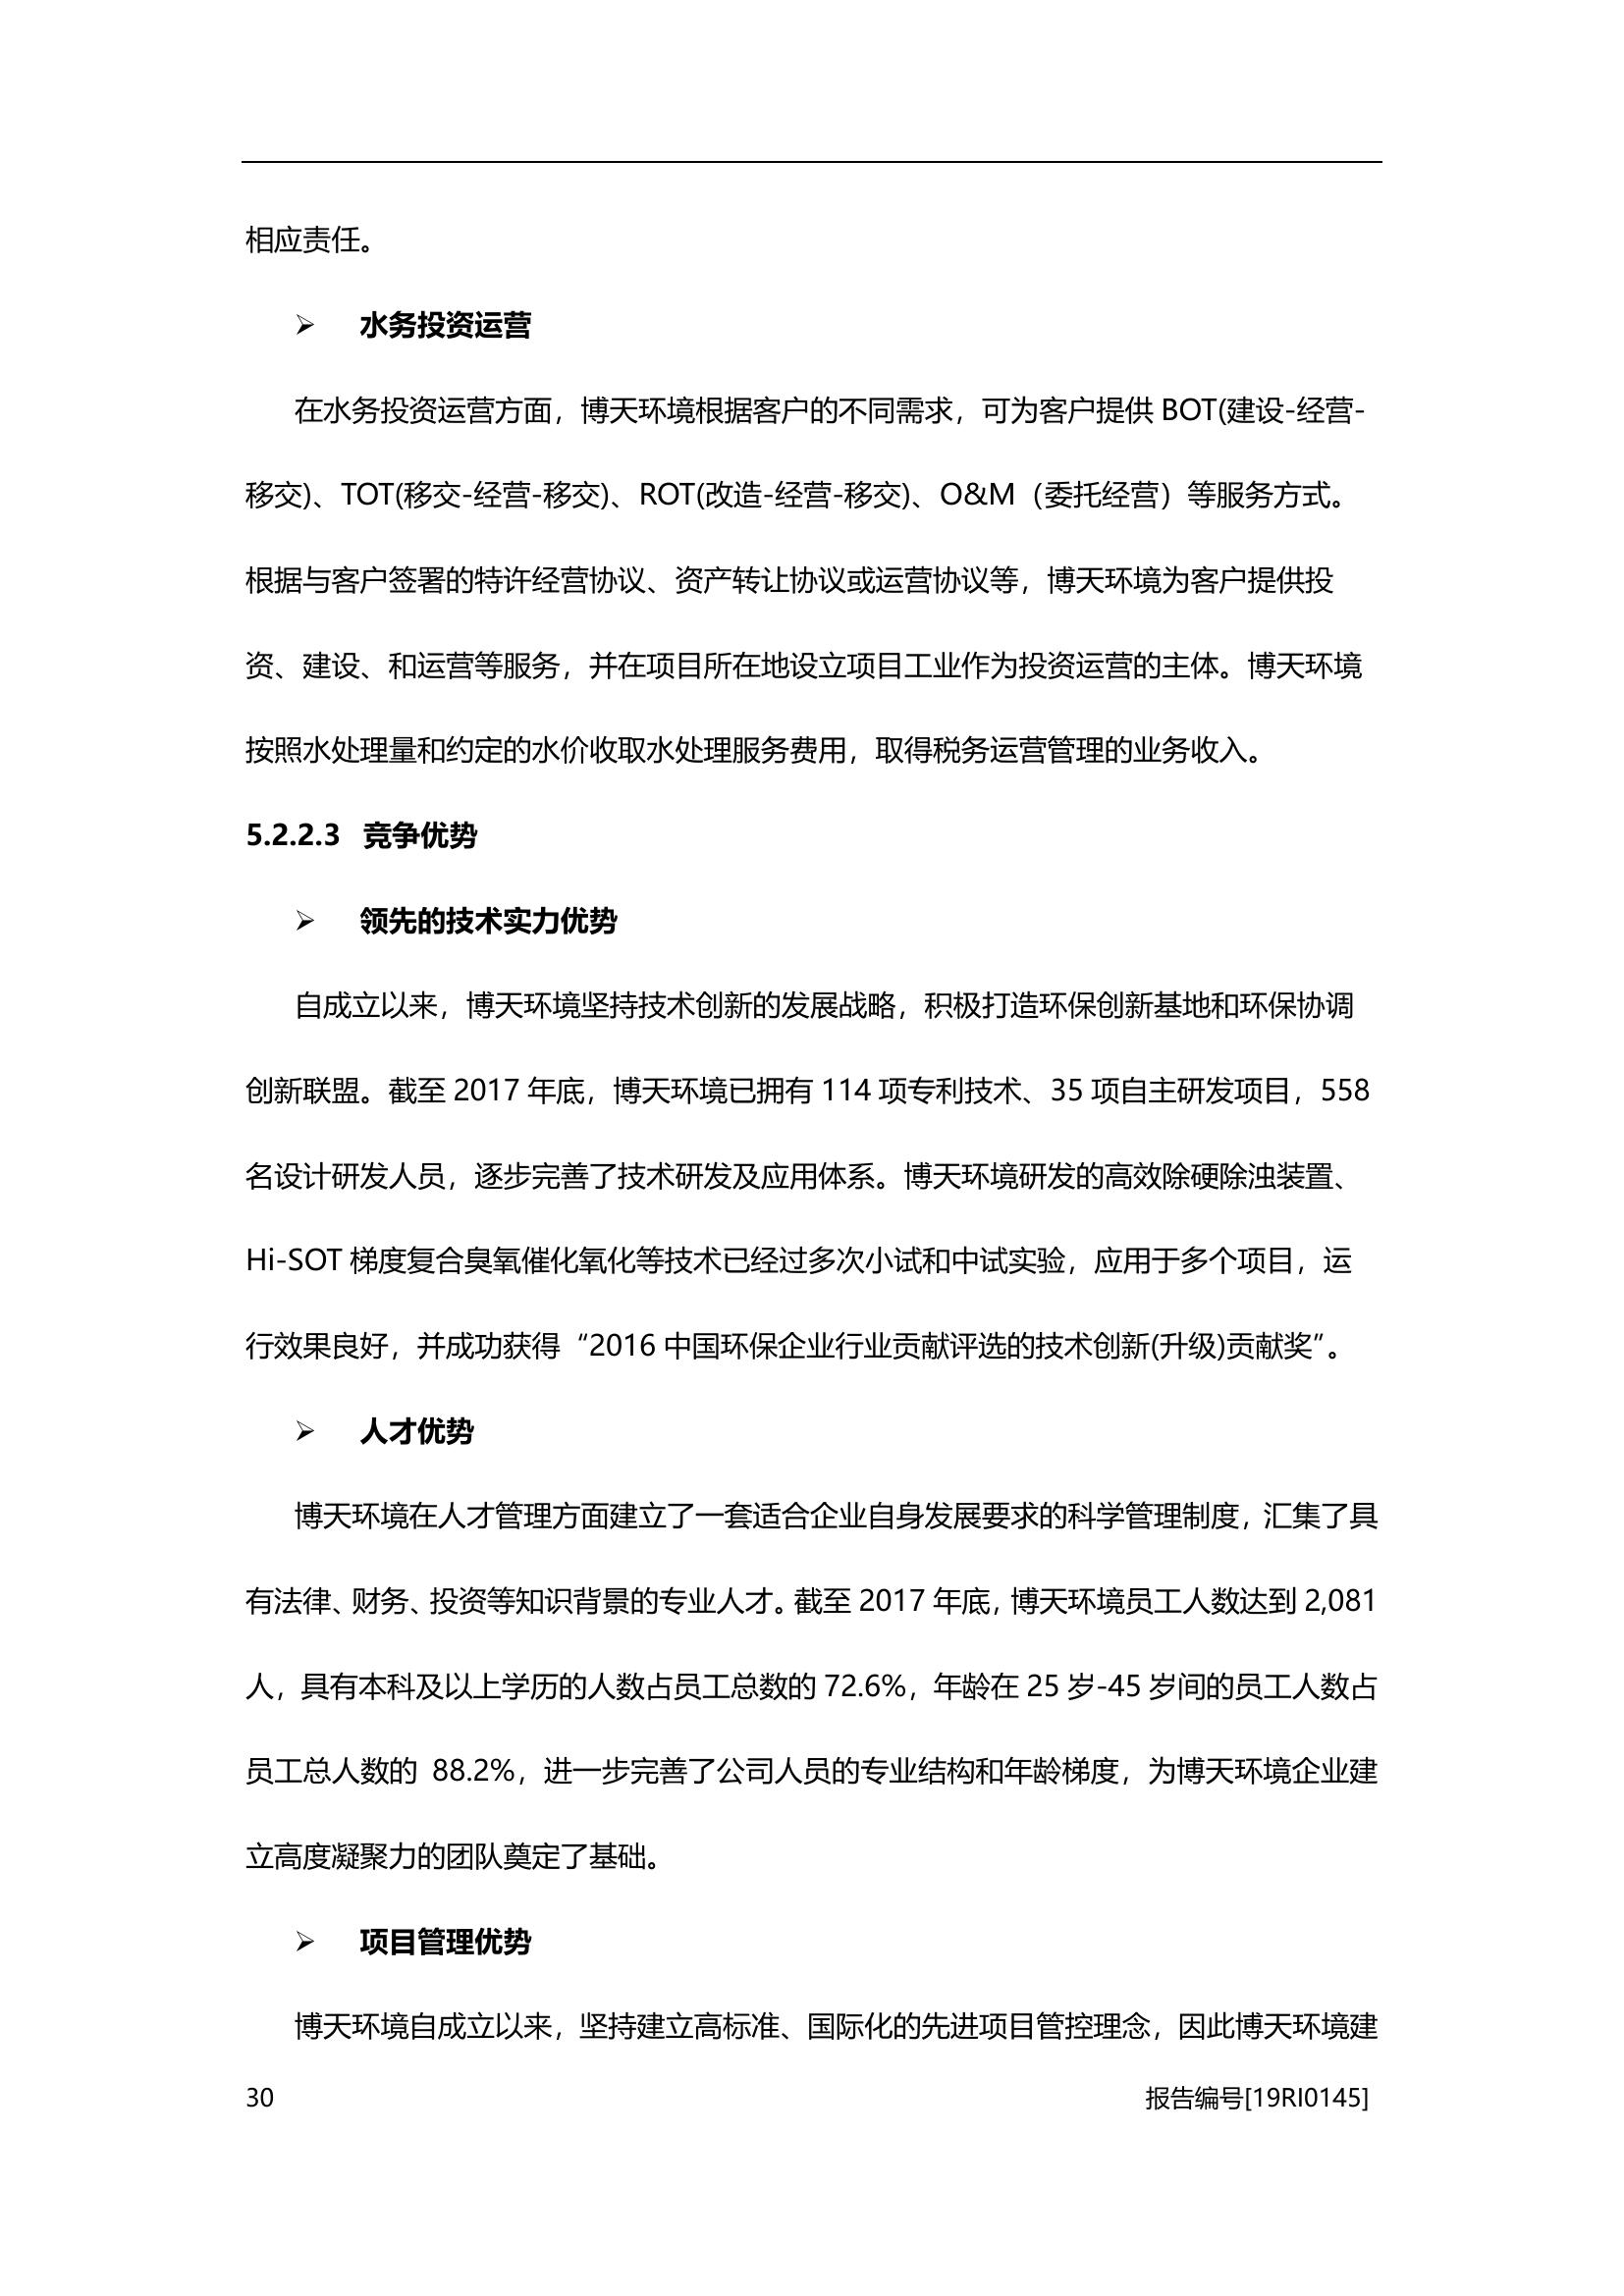 相应责任。
➢ 水务投资运营
在水务投资运营方面，博天环境根据客户的不同需求，可为客户提供 BOT(建设-经营-
移交)、TOT(移交-经营-移交)、ROT(改造-经营-移交)、O&M（委托经营）等服务方式。
根据与客户签署的特许经营协议、资产转让协议或运营协议等，博天环境为客户提供投
资、建设、和运营等服务，并在项目所在地设立项目工业作为投资运营的主体。博天环境
按照水处理量和约定的水价收取水处理服务费用，取得税务运营管理的业务收入。
5.2.2.3 竞争优势
➢ 领先的技术实力优势
自成立以来，博天环境坚持技术创新的发展战略，积极打造环保创新基地和环保协调
创新联盟。截至 2017 年底，博天环境已拥有 114 项专利技术、35 项自主研发项目，558
名设计研发人员，逐步完善了技术研发及应用体系。博天环境研发的高效除硬除浊装置、
Hi-SOT 梯度复合臭氧催化氧化等技术已经过多次小试和中试实验，应用于多个项目，运
行效果良好，并成功获得“2016 中国环保企业行业贡献评选的技术创新(升级)贡献奖”。
➢ 人才优势
博天环境在人才管理方面建立了一套适合企业自身发展要求的科学管理制度，汇集了具
有法律、财务、投资等知识背景的专业人才。截至 2017 年底，博天环境员工人数达到 2,081
人，具有本科及以上学历的人数占员工总数的 72.6%，年龄在 25 岁-45 岁间的员工人数占
员工总人数的 88.2%，进一步完善了公司人员的专业结构和年龄梯度，为博天环境企业建
立高度凝聚力的团队奠定了基础。
➢ 项目管理优势
博天环境自成立以来，坚持建立高标准、国际化的先进项目管控理念，因此博天环境建
30 报告编号[19RI0145]